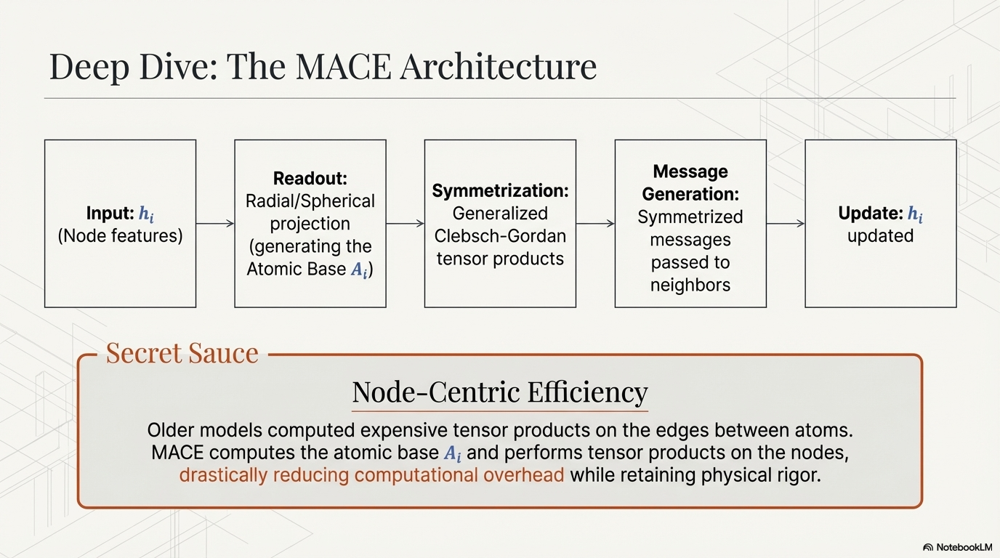 Deep Dive: The MACE Architecture
Input: hᵢ
(Node features)
Readout:
Radial/Spherical
projection
(generating the
Atomic Base Aᵢ)
Symmetrization:
Generalized
Clebsch-Gordan
tensor products
Message
Generation:
Symmetrized
messages
passed to
neighbors
Update: hᵢ
updated
Secret Sauce
Node-Centric Efficiency
Older models computed expensive tensor products on the edges between atoms.
MACE computes the atomic base Aᵢ and performs tensor products on the nodes,
drastically reducing computational overhead while retaining physical rigor.
NotebookLM